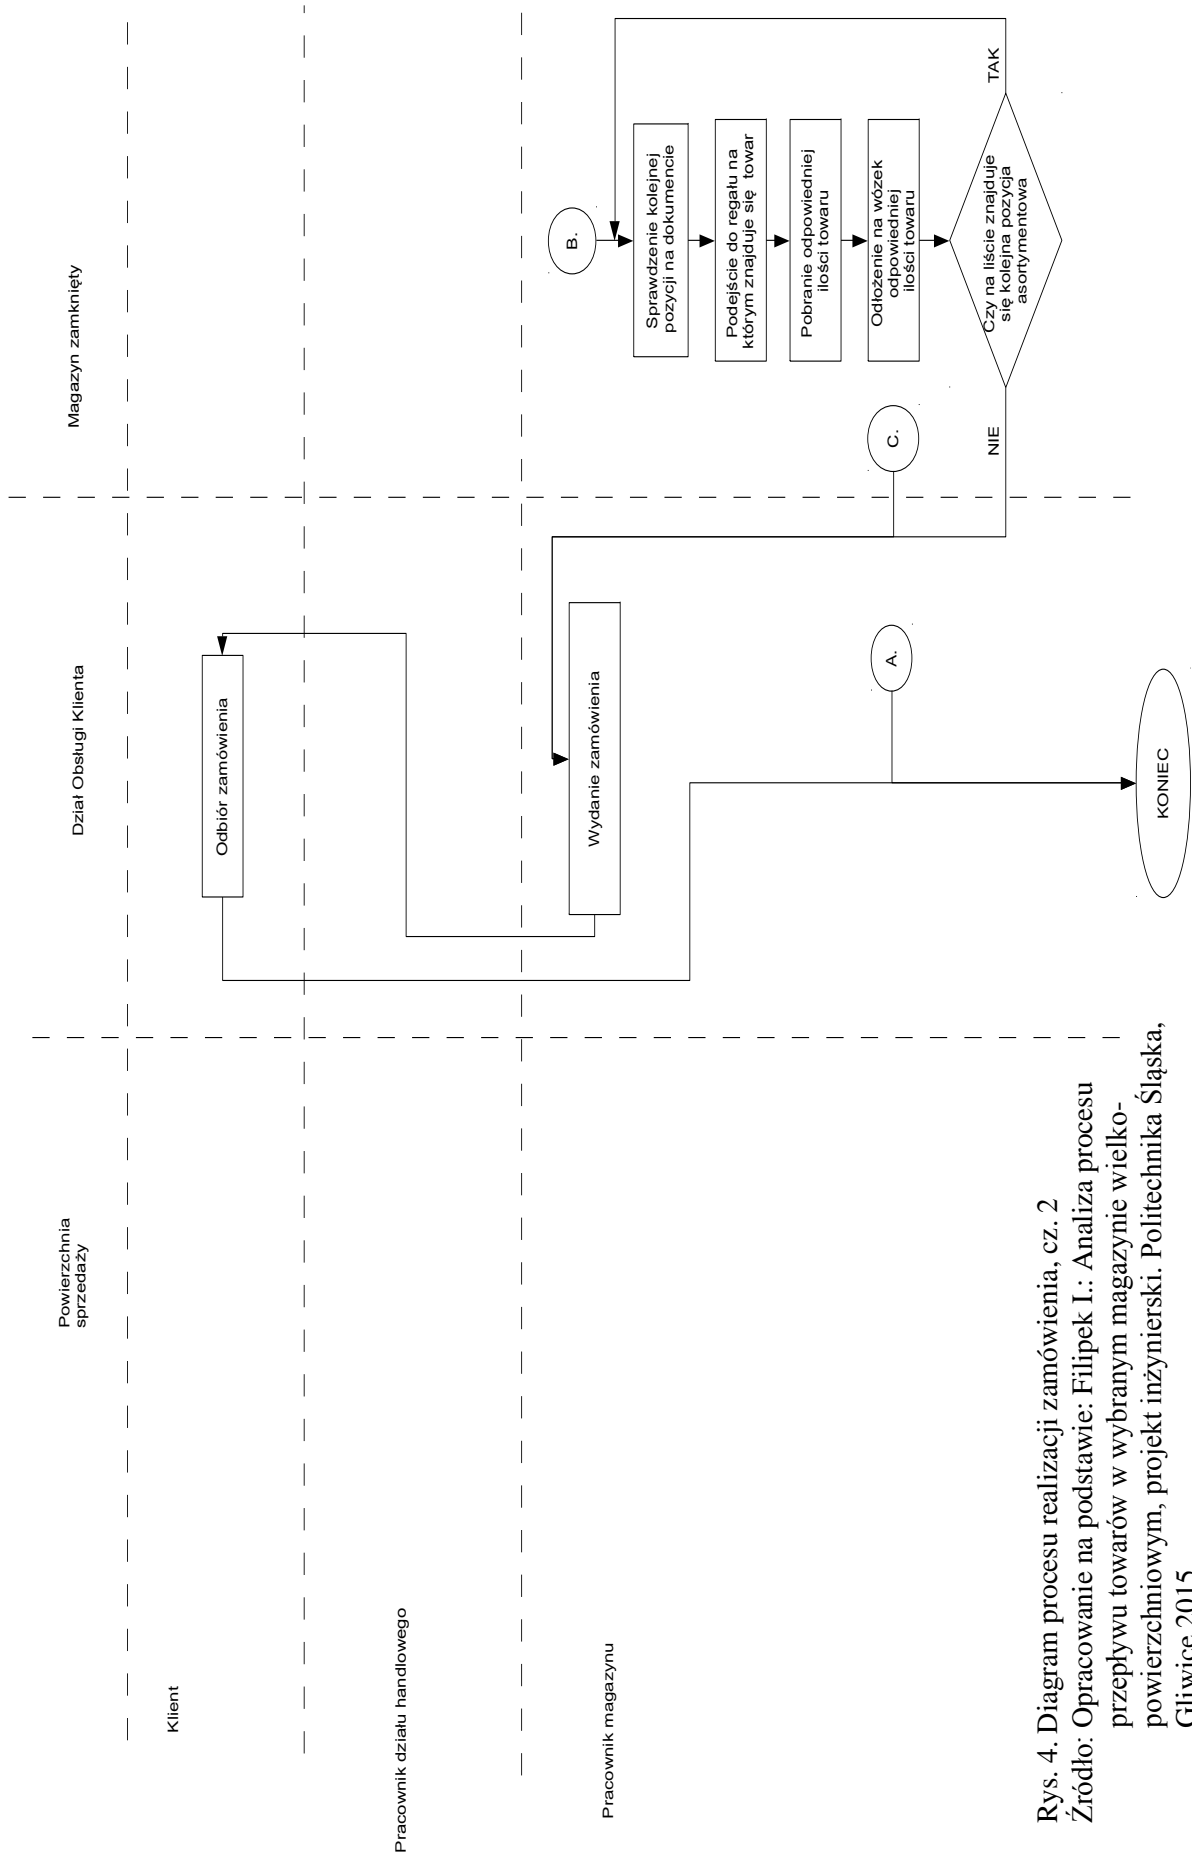 Powierzchnia
sprzedaży
Dział Obsługi Klienta
Magazyn zamknięty
Klient
Odbiór zamówienia
Pracownik działu handlowego
Pracownik magazynu
Wydanie zamówienia
B.
Sprawdzenie kolejnej
pozycji na dokumencie
Podejście do regału na
którym znajduje się towar
Pobranie odpowiedniej
ilości towaru
Odłożenie na wózek
odpowiedniej
ilości towaru
Czy na liście znajduje
się kolejna pozycja
asortymentowa
TAK
NIE
C.
A.
KONIEC
Rys. 4. Diagram procesu realizacji zamówienia, cz. 2
Źródło: Opracowanie na podstawie: Filipek I.: Analiza procesu
przepływu towarów w wybranym magazynie wielko-
powierzchniowym, projekt inżynierski. Politechnika Śląska,
Gliwice 2015